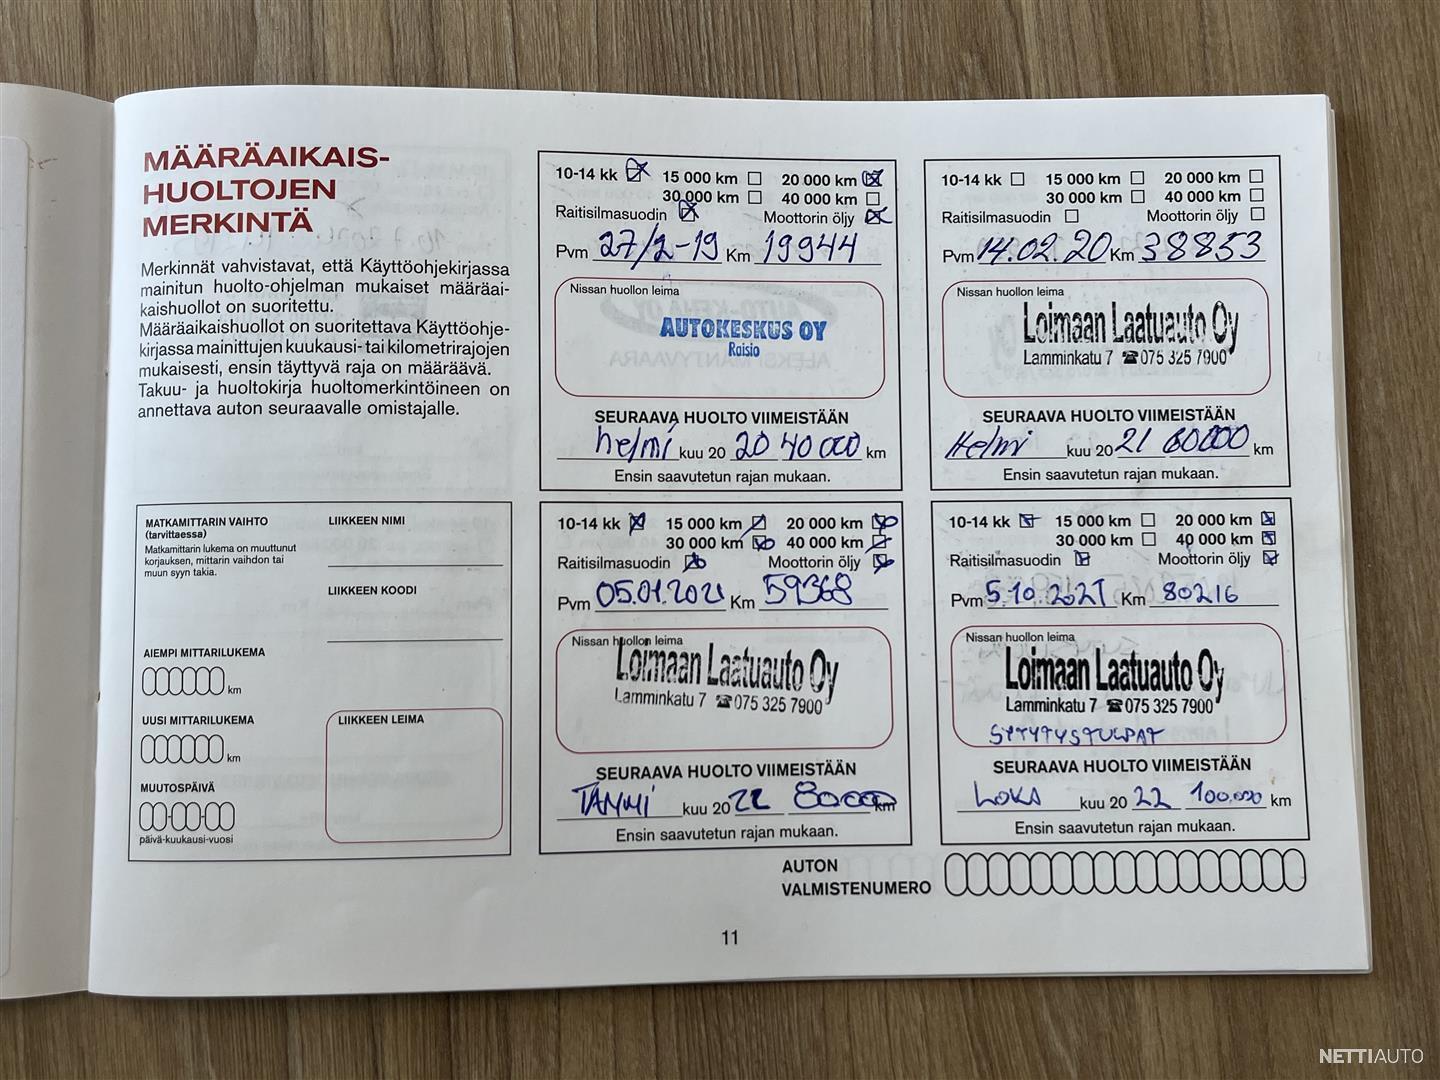 MÄÄRÄAIKAIS-
HUOLTOJEN
MERKINTÄ
Merkinnät vahvistavat, että Käyttöohjekirjassa
mainitun huolto-ohjelman mukaiset määräai-
kaishuollot on suoritettu.
Määräaikaishuollot on suoritettava Käyttöohje-
kirjassa mainittujen kuukausi- tai kilometrirajojen
mukaisesti, ensin täyttyvä raja on määräävä.
Takuu- ja huoltokirja huoltomerkintöineen on
annettava auton seuraavalle omistajalle.
10-14 kk 15 000 km 20 000 km
30 000 km 40 000 km
Raitisilmasuodin Moottorin öljy
Pvm 27/2-19 Km 19944
Nissan huollon leima
AUTOKESKUS OY
Raisio
SEURAAVA HUOLTO VIIMEISTÄÄN
helmi kuu 20 20 40 000 km
Ensin saavutetun rajan mukaan.
10-14 kk 15 000 km 20 000 km
30 000 km 40 000 km
Raitisilmasuodin Moottorin öljy
Pvm 14.02.20 Km 38853
Nissan huollon leima
Loimaan Laatuauto Oy
Lamminkatu 7 ☎075 325 7900
SEURAAVA HUOLTO VIIMEISTÄÄN
Helmi kuu 20 21 60000 km
Ensin saavutetun rajan mukaan.
MATKAMITTARIN VAIHTO
(tarvittaessa)
Matkamittarin lukema on muuttunut
korjauksen, mittarin vaihdon tai
muun syyn takia.
LIIKKEEN NIMI
LIIKKEEN KOODI
AIEMPI MITTARILUKEMA
km
UUSI MITTARILUKEMA
km
MUUTOSPÄIVÄ
päivä-kuukausi-vuosi
LIIKKEEN LEIMA
10-14 kk 15 000 km 20 000 km
30 000 km 40 000 km
Raitisilmasuodin Moottorin öljy
Pvm 05.01.2021 Km 59368
Nissan huollon leima
Loimaan Laatuauto Oy
Lamminkatu 7 ☎075 325 7900
SEURAAVA HUOLTO VIIMEISTÄÄN
TAMMI kuu 20 22 80000 km
Ensin saavutetun rajan mukaan.
10-14 kk 15 000 km 20 000 km
30 000 km 40 000 km
Raitisilmasuodin Moottorin öljy
Pvm 5.10.2021 Km 80216
Nissan huollon leima
Loimaan Laatuauto Oy
Lamminkatu 7 ☎075 325 7900
SYTYTYSTULPAT
SEURAAVA HUOLTO VIIMEISTÄÄN
LOKA kuu 20 22 100.000 km
Ensin saavutetun rajan mukaan.
AUTON
VALMISTENUMERO
11
NETTIAUTO